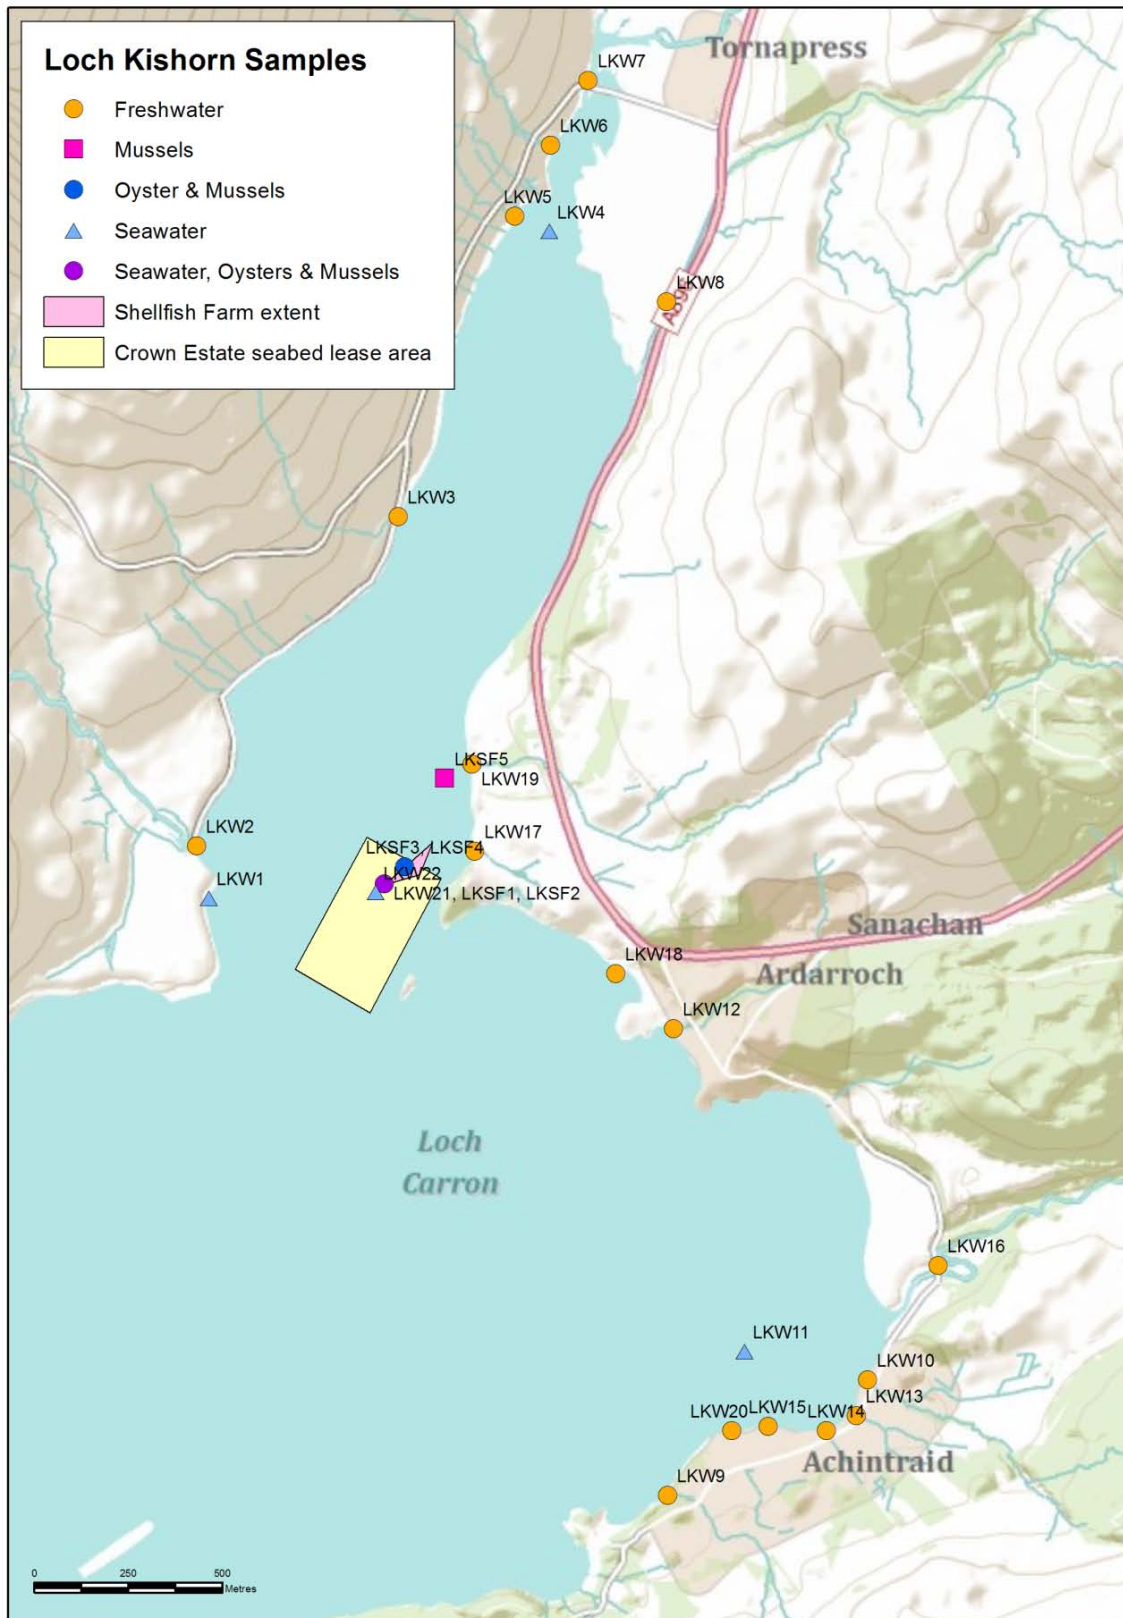 Loch Kishorn Samples
Freshwater
Mussels
Oyster & Mussels
Seawater
Seawater, Oysters & Mussels
Shellfish Farm extent
Crown Estate seabed lease area
Tornapress
LKW7
LKW6
LKW5
LKW4
LKW8
LKW3
LKSF5
LKW19
LKW2
LKW17
LKSF3, LKSF4
LKW22
LKW1
LKW21, LKSF1, LKSF2
Sanachan
LKW18
Ardarroch
LKW12
Loch
Carron
LKW16
LKW11
LKW10
LKW13
LKW20
LKW15
LKW14
Achintraid
LKW9
0 250 500
Metres